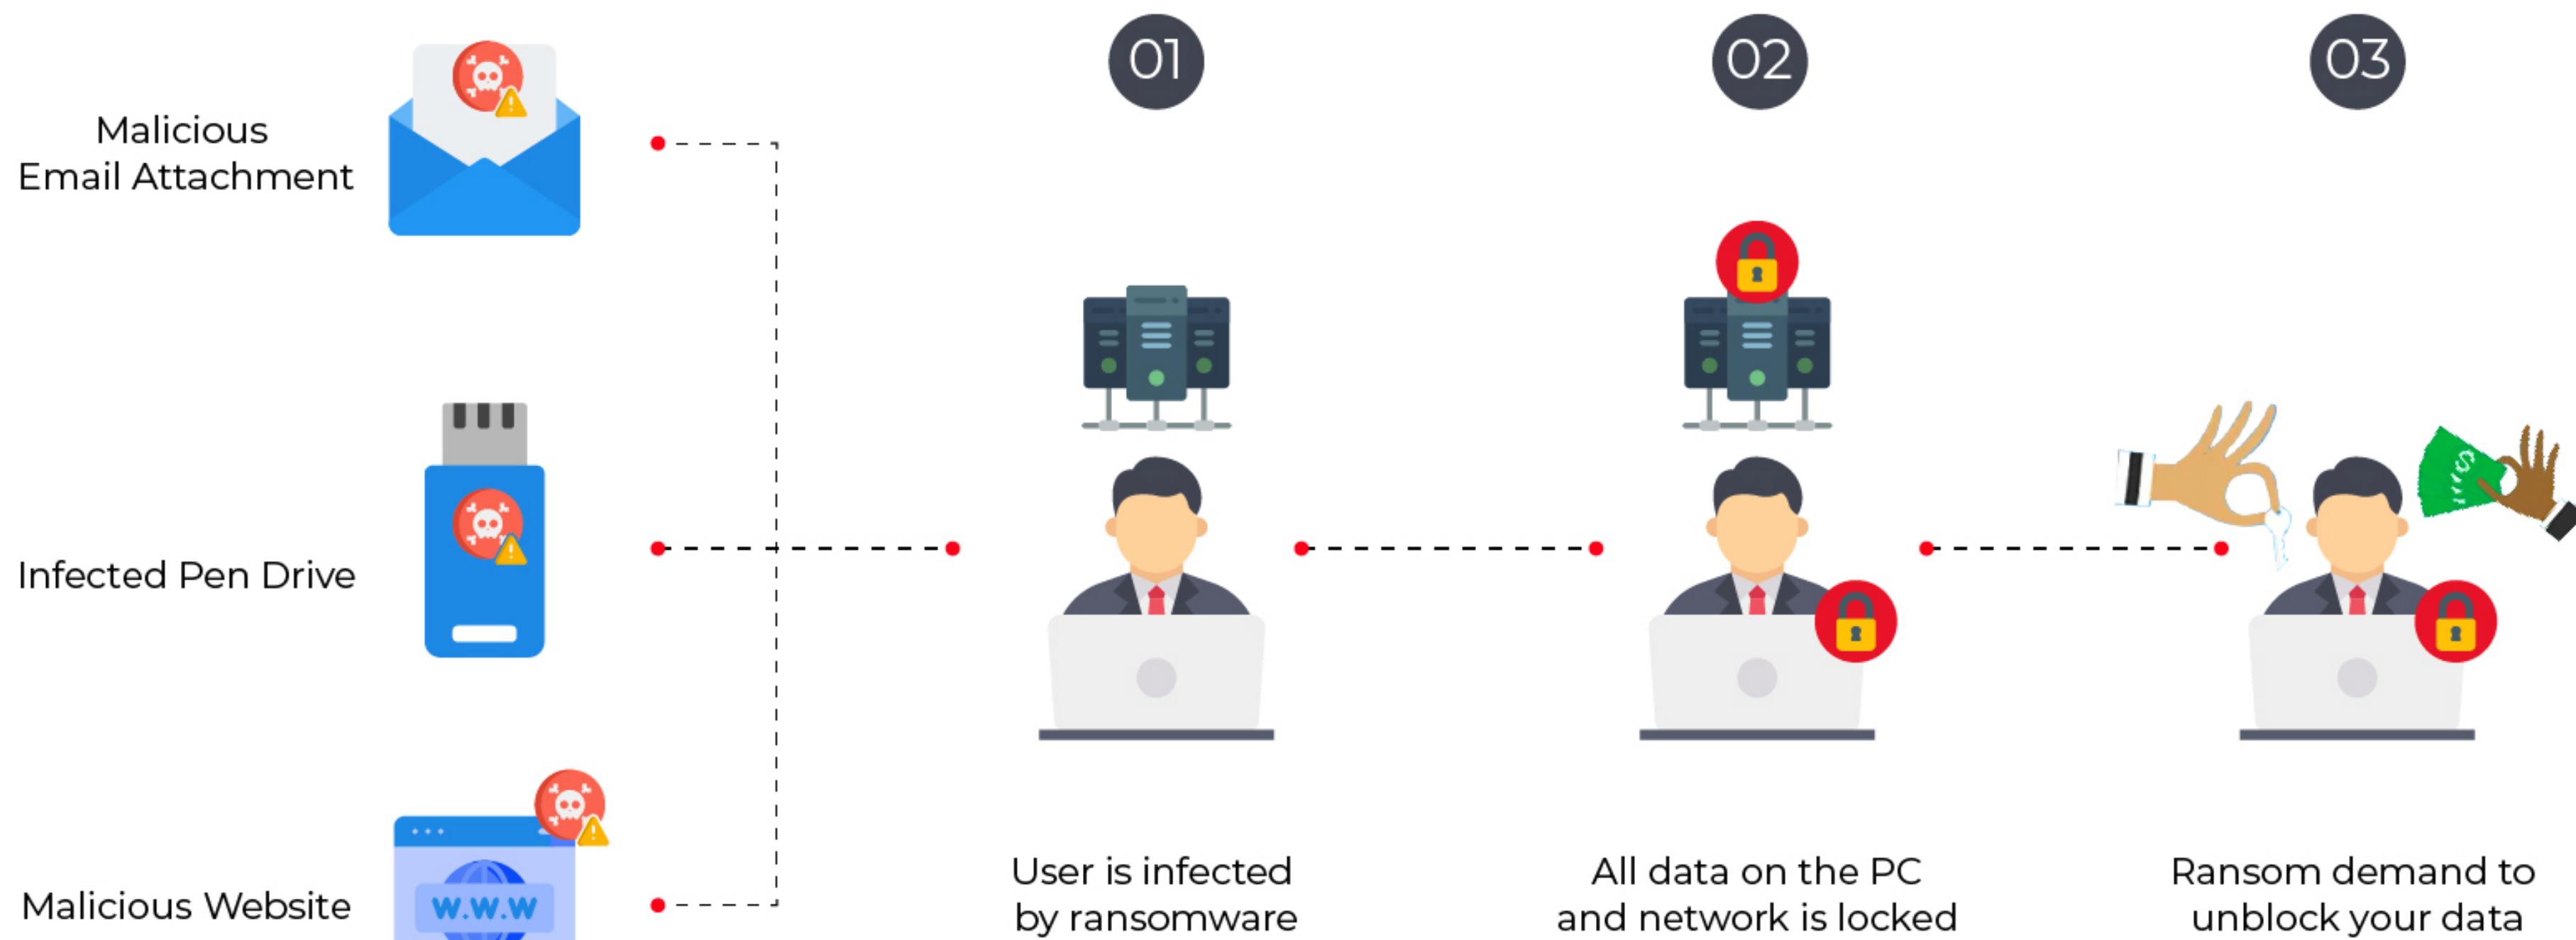 Malicious
Email Attachment
Infected Pen Drive
W.W.W
Malicious Website
01
User is infected
by ransomware
02
All data on the PC
and network is locked
03
$
Ransom demand to
unblock your data